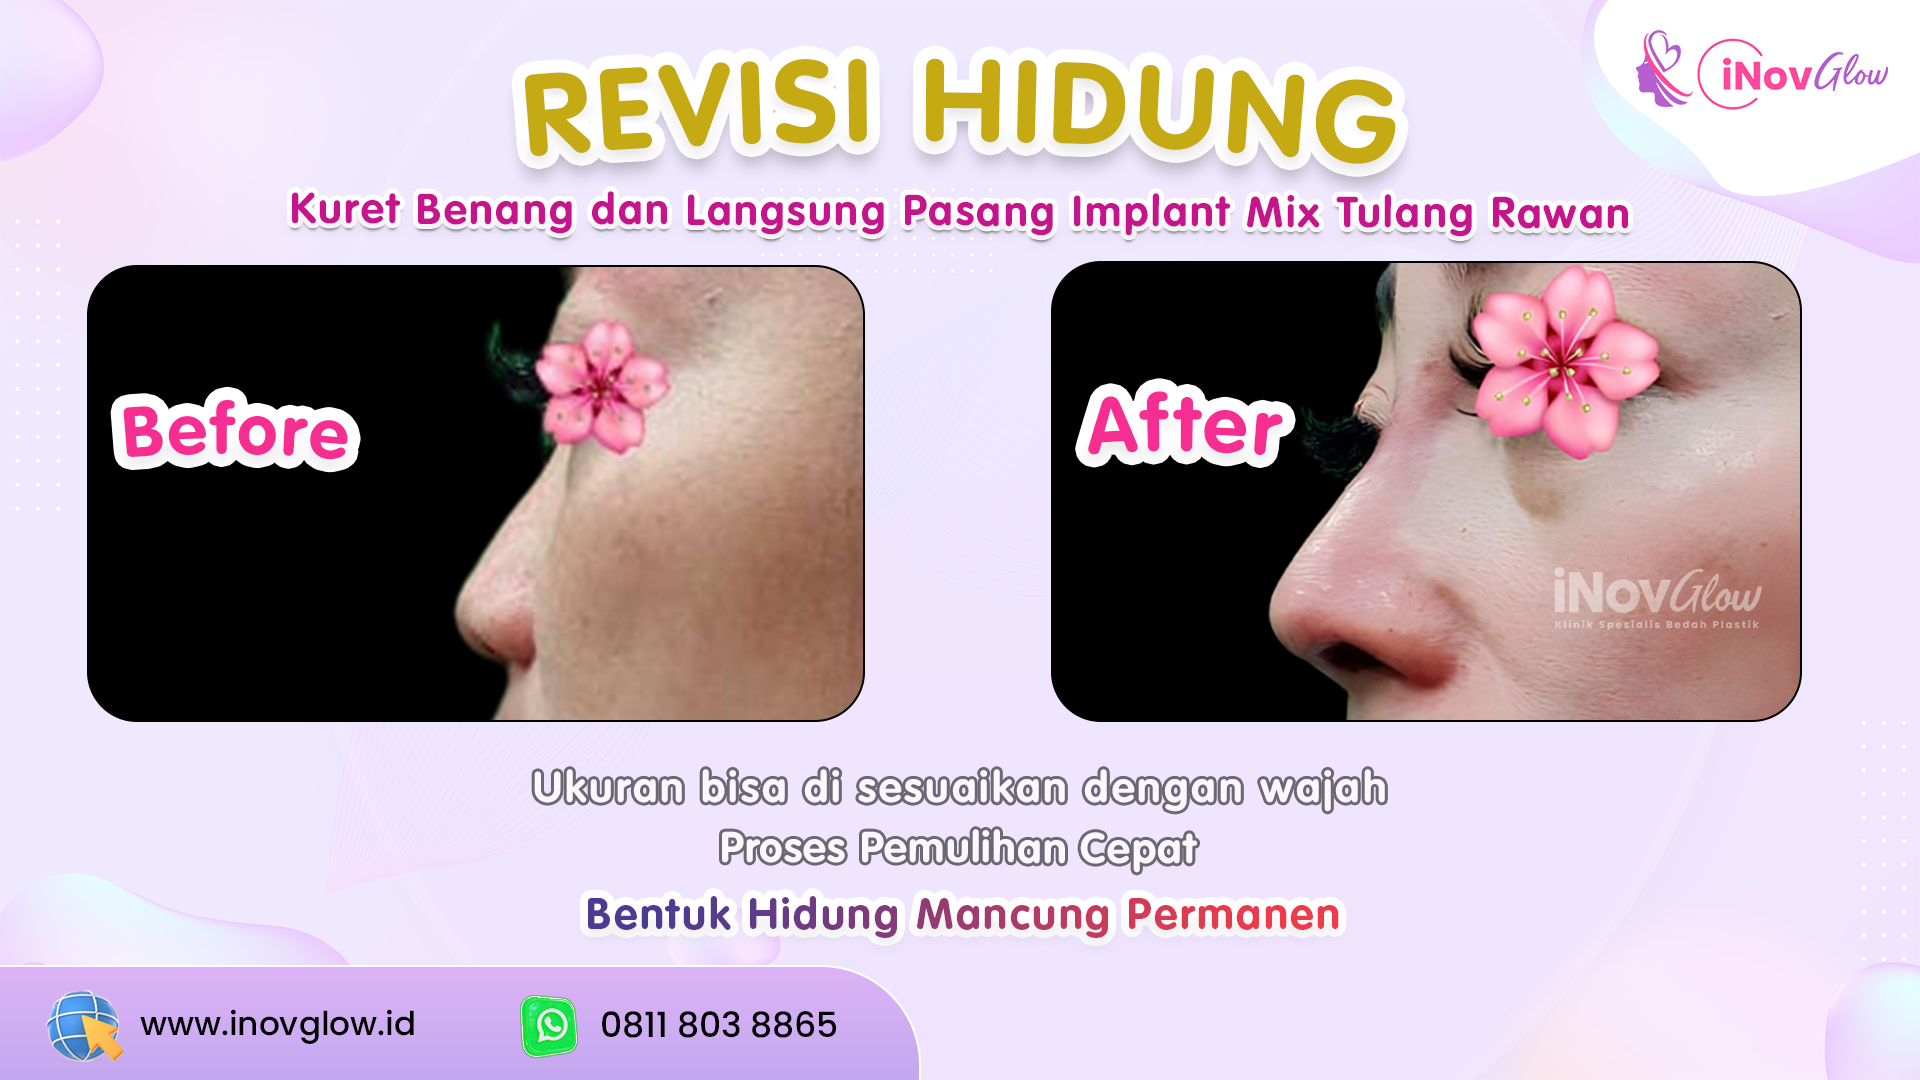 iNovGlow
REVISI HIDUNG
Kuret Benang dan Langsung Pasang Implant Mix Tulang Rawan
Before
After
iNovGlow
Klinik Spesialis Bedah Plastik
Ukuran bisa di sesuaikan dengan wajah
Proses Pemulihan Cepat
Bentuk Hidung Mancung Permanen
www.inovglow.id
0811 803 8865